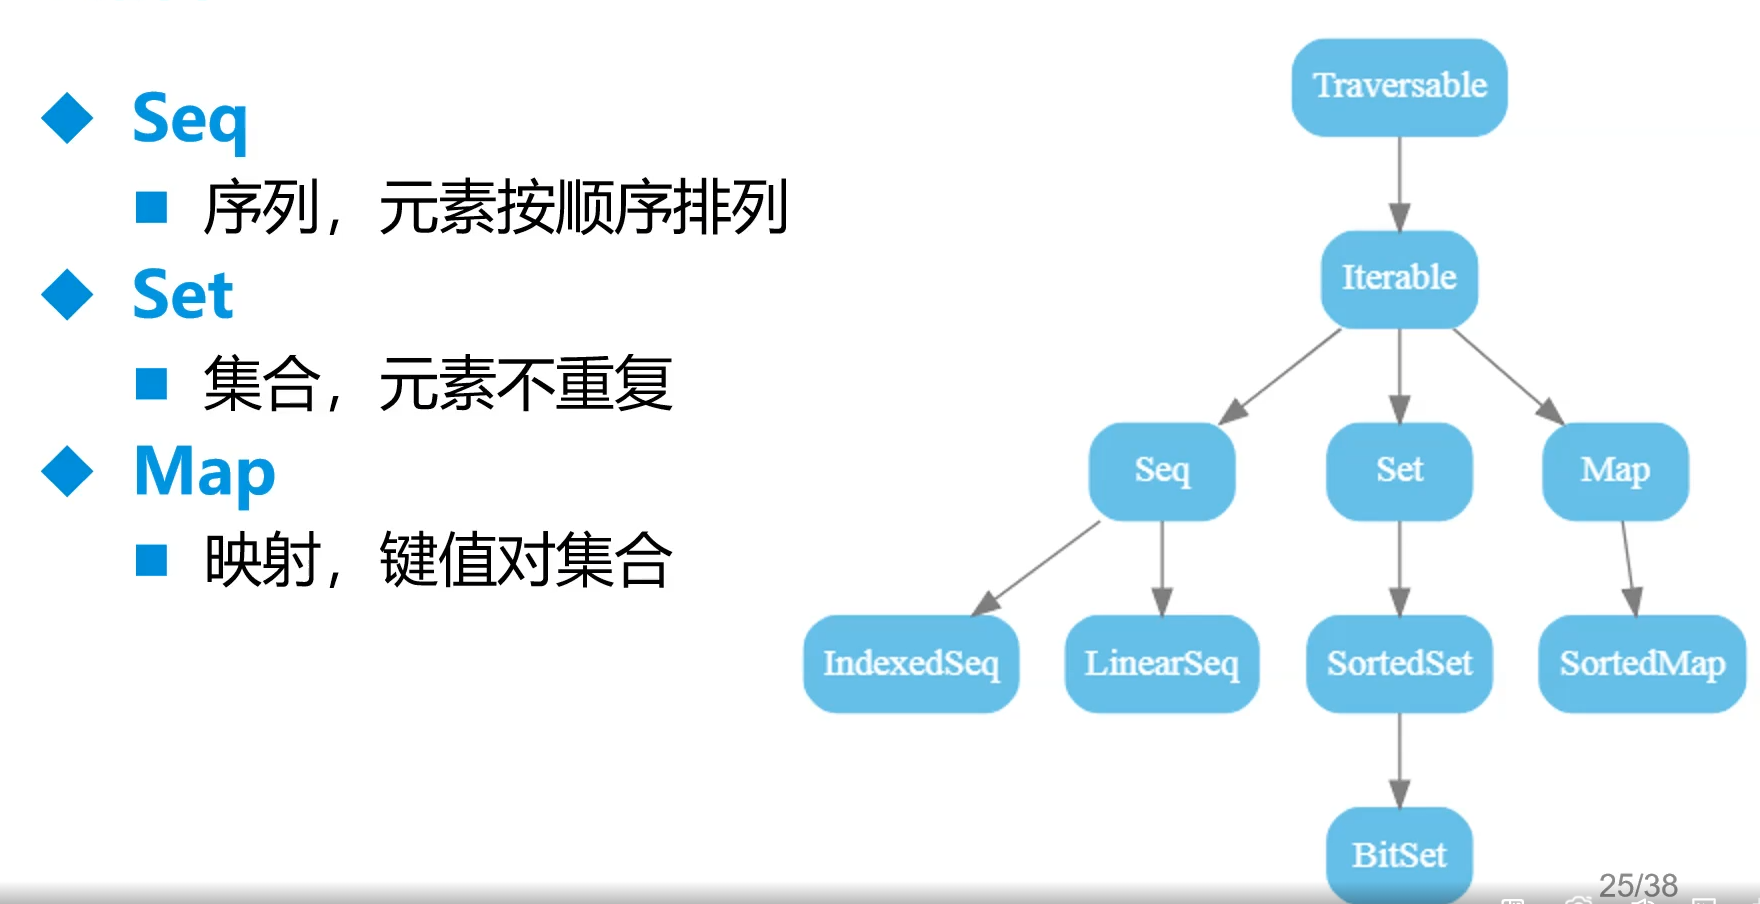 Seq
序列，元素按顺序排列
Set
集合，元素不重复
Map
映射，键值对集合
Traversable
Iterable
Seq
Set
Map
IndexedSeq
LinearSeq
SortedSet
SortedMap
BitSet
25/38